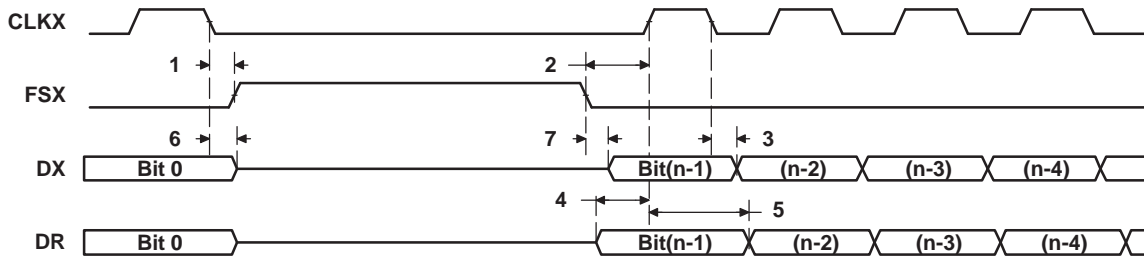 CLKX
1 2
FSX
6 7 3
DX Bit 0 Bit(n-1) (n-2) (n-3) (n-4)
4 5
DR Bit 0 Bit(n-1) (n-2) (n-3) (n-4)